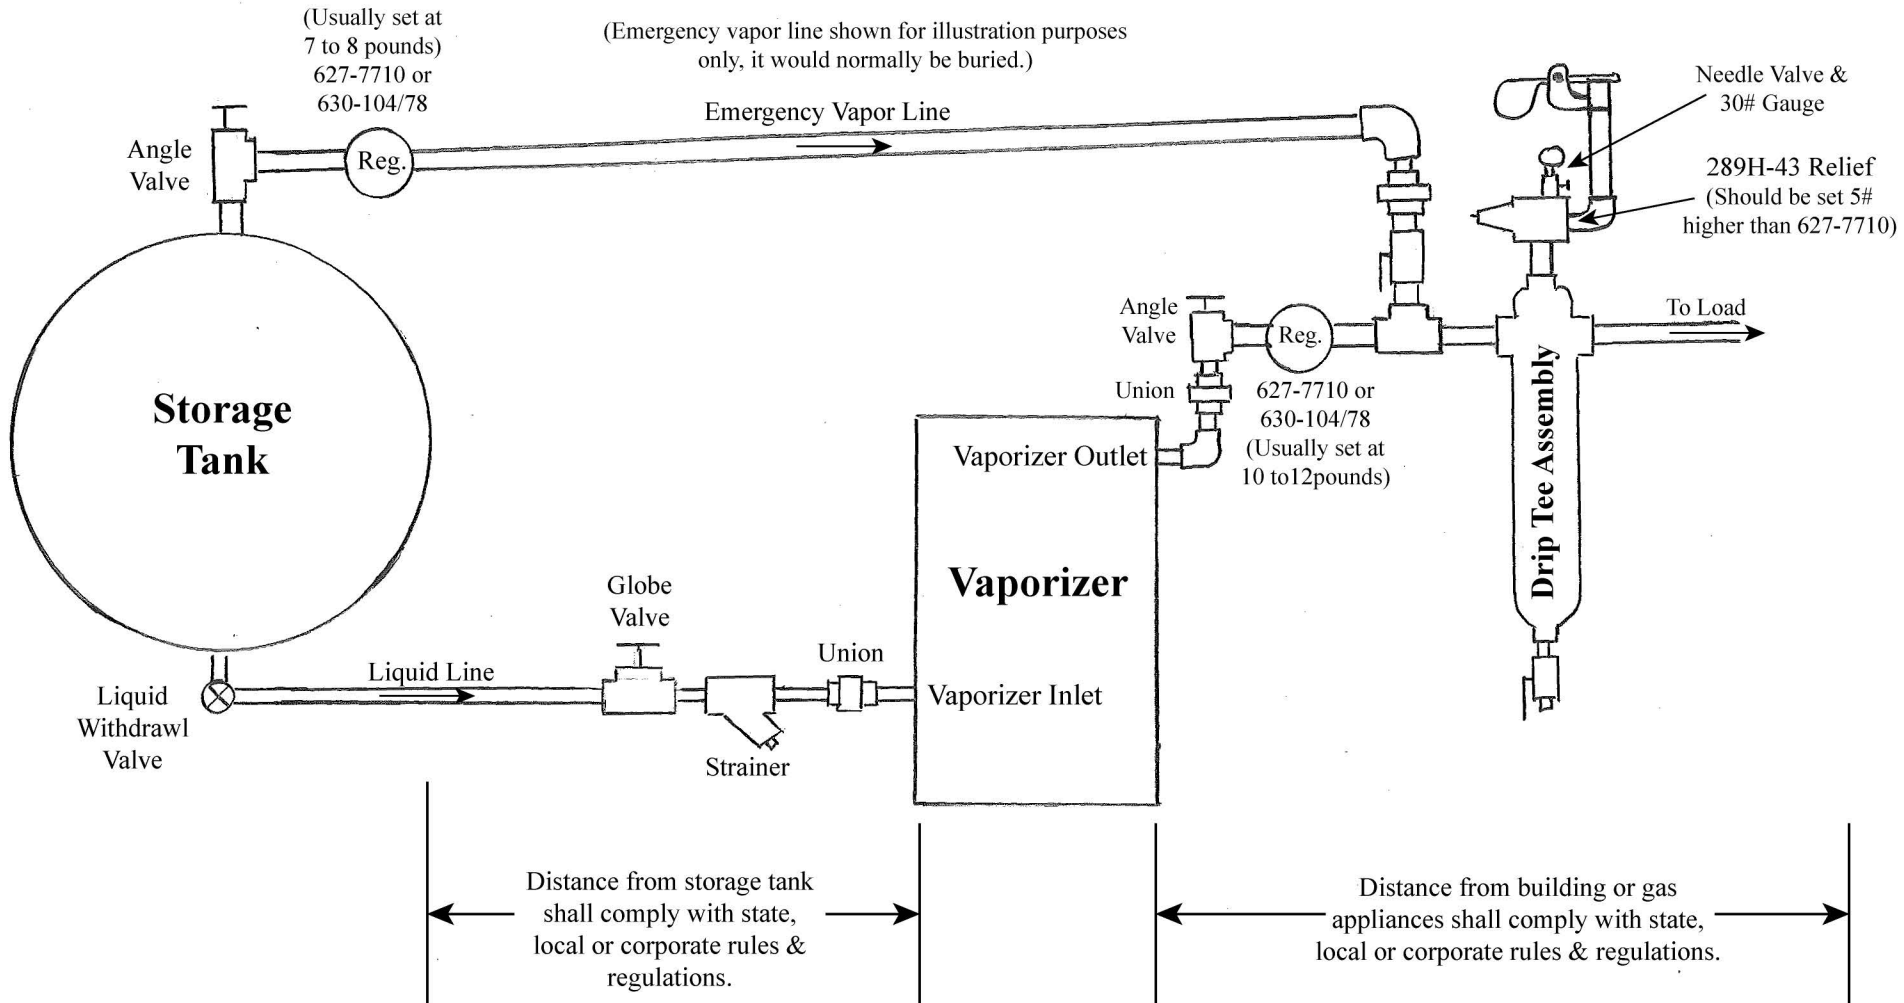 (Usually set at
7 to 8 pounds)
627-7710 or
630-104/78
(Emergency vapor line shown for illustration purposes
only, it would normally be buried.)
Emergency Vapor Line
Needle Valve &
30# Gauge
Angle
Valve
Reg.
289H-43 Relief
(Should be set 5#
higher than 627-7710)
Angle
Valve
Reg.
To Load
Union
627-7710 or
630-104/78
(Usually set at
10 to12pounds)
Storage
Tank
Vaporizer Outlet
Drip Tee Assembly
Vaporizer
Globe
Valve
Union
Liquid Line
Vaporizer Inlet
Liquid
Withdrawl
Valve
Strainer
Distance from storage tank
shall comply with state,
local or corporate rules &
regulations.
Distance from building or gas
appliances shall comply with state,
local or corporate rules & regulations.